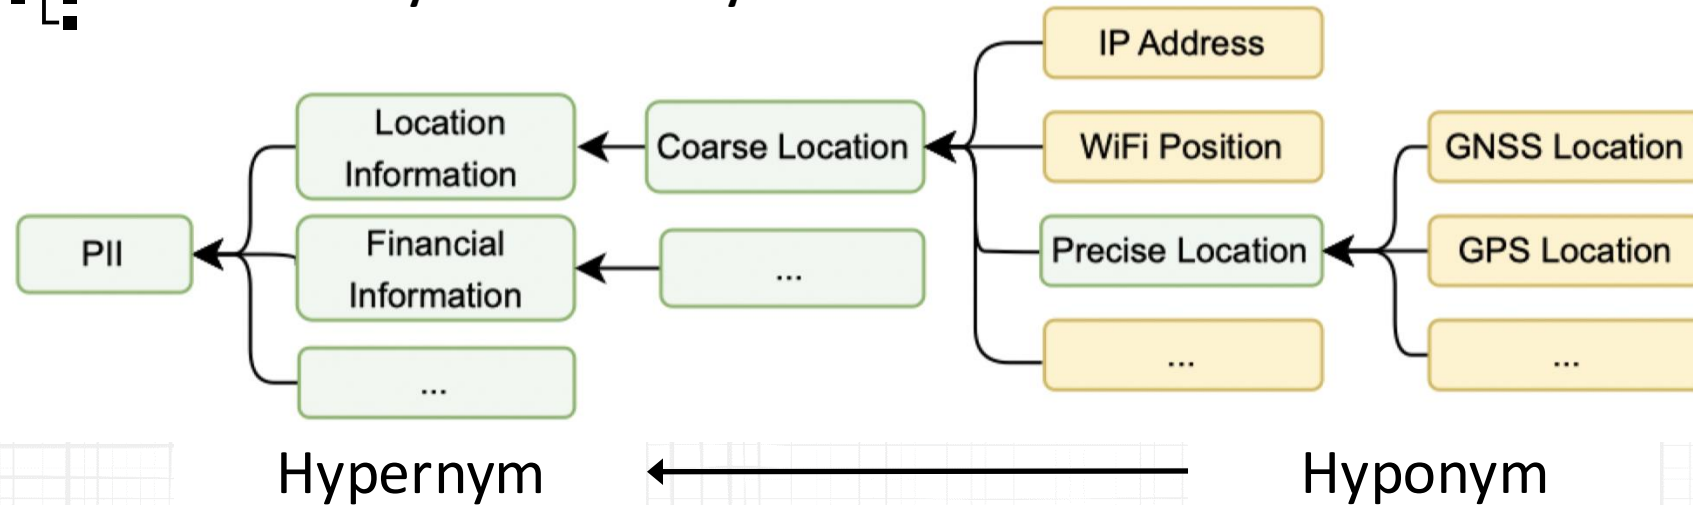 IP Address
Location
Information
Coarse Location
WiFi Position
GNSS Location
PII
Financial
Information
...
Precise Location
GPS Location
...
...
...
Hypernym
Hyponym